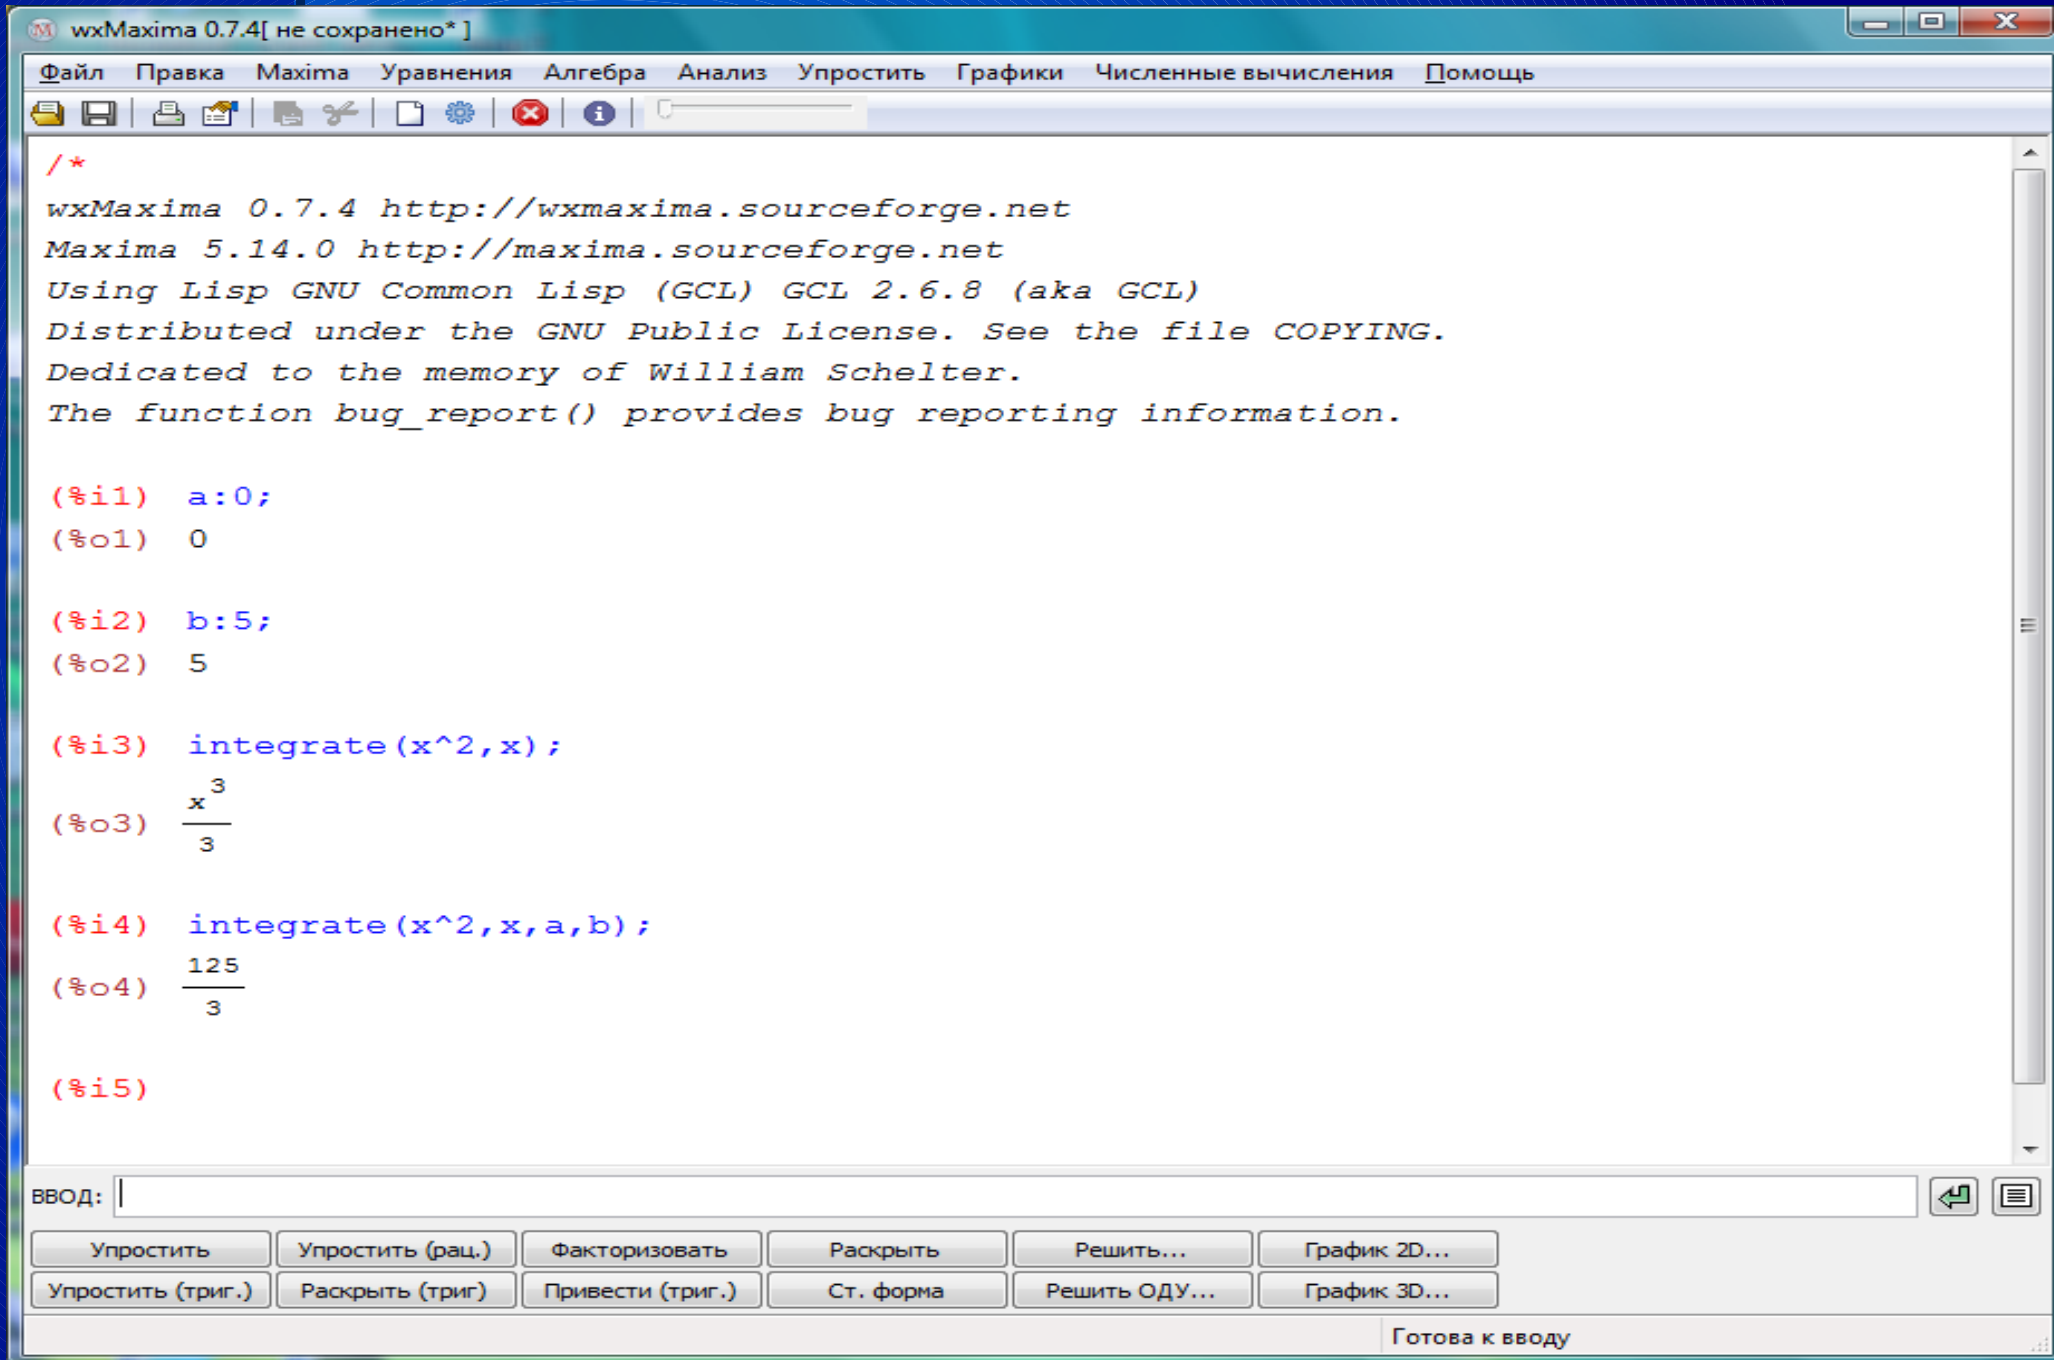 wxMaxima 0.7.4[ не сохранено* ]
Файл Правка Maxima Уравнения Алгебра Анализ Упростить Графики Численные вычисления Помощь
/*
wxMaxima 0.7.4 http://wxmaxima.sourceforge.net
Maxima 5.14.0 http://maxima.sourceforge.net
Using Lisp GNU Common Lisp (GCL) GCL 2.6.8 (aka GCL)
Distributed under the GNU Public License. See the file COPYING.
Dedicated to the memory of William Schelter.
The function bug_report() provides bug reporting information.
(%i1) a:0;
(%o1) 0
(%i2) b:5;
(%o2) 5
(%i3) integrate(x^2,x);
(%o3) x^3/3
(%i4) integrate(x^2,x,a,b);
(%o4) 125/3
(%i5)
ВВОД:
Упростить Упростить (рац.) Факторизовать Раскрыть Решить... График 2D...
Упростить (триг.) Раскрыть (триг) Привести (триг.) Ст. форма Решить ОДУ... График 3D...
Готова к вводу